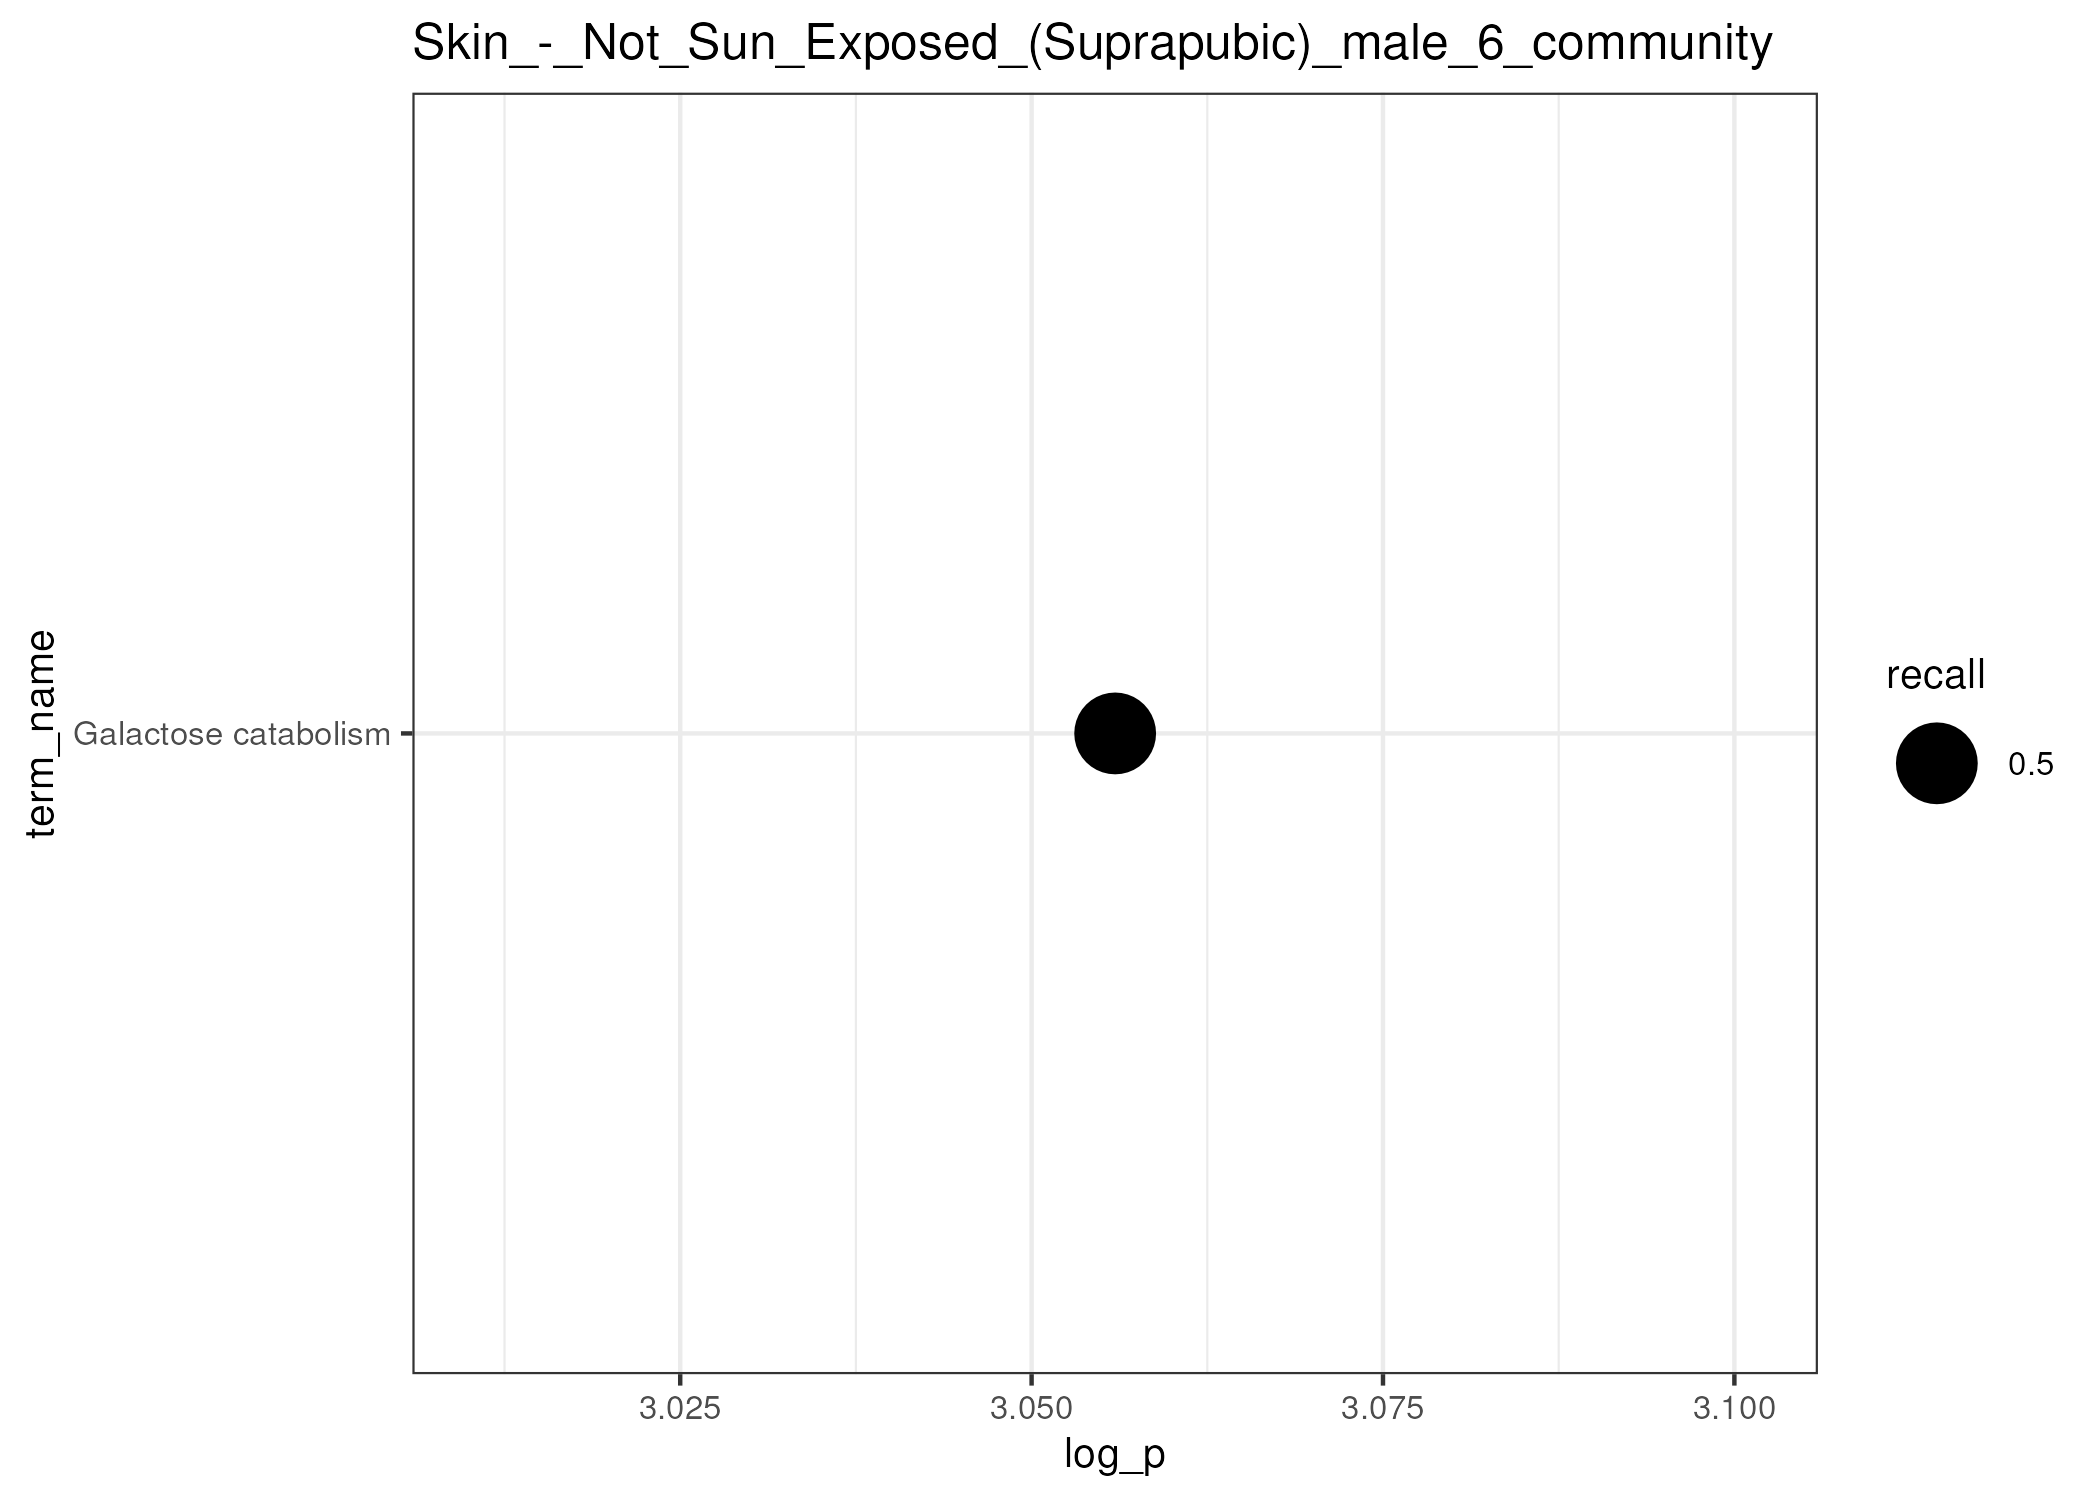 Skin_-_Not_Sun_Exposed_(Suprapubic)_male_6_community
term_name
Galactose catabolism
recall
0.5
3.025 3.050 3.075 3.100
log_p